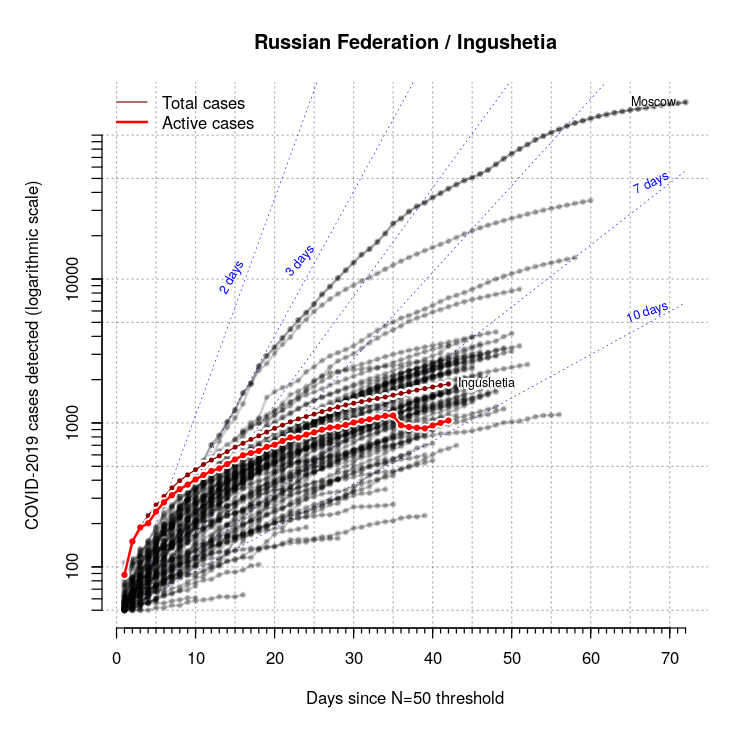 Russian Federation / Ingushetia
Total cases
Active cases
Moscow
7 days
2 days
3 days
10 days
Ingushetia
COVID-2019 cases detected (logarithmic scale)
10000
1000
100
0 10 20 30 40 50 60 70
Days since N=50 threshold